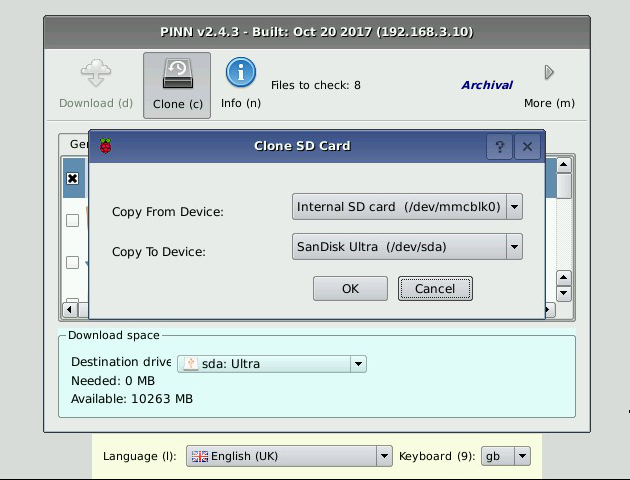 PINN v2.4.3 - Built: Oct 20 2017 (192.168.3.10)
Download (d)
Clone (c)
Info (n)
Files to check: 8
Archival
More (m)
Ge
Clone SD Card
?
Copy From Device:
Internal SD card (/dev/mmcblk0)
Copy To Device:
SanDisk Ultra (/dev/sda)
OK
Cancel
Download space
Destination drive
sda: Ultra
Needed: 0 MB
Available: 10263 MB
Language (l):
English (UK)
Keyboard (9):
gb